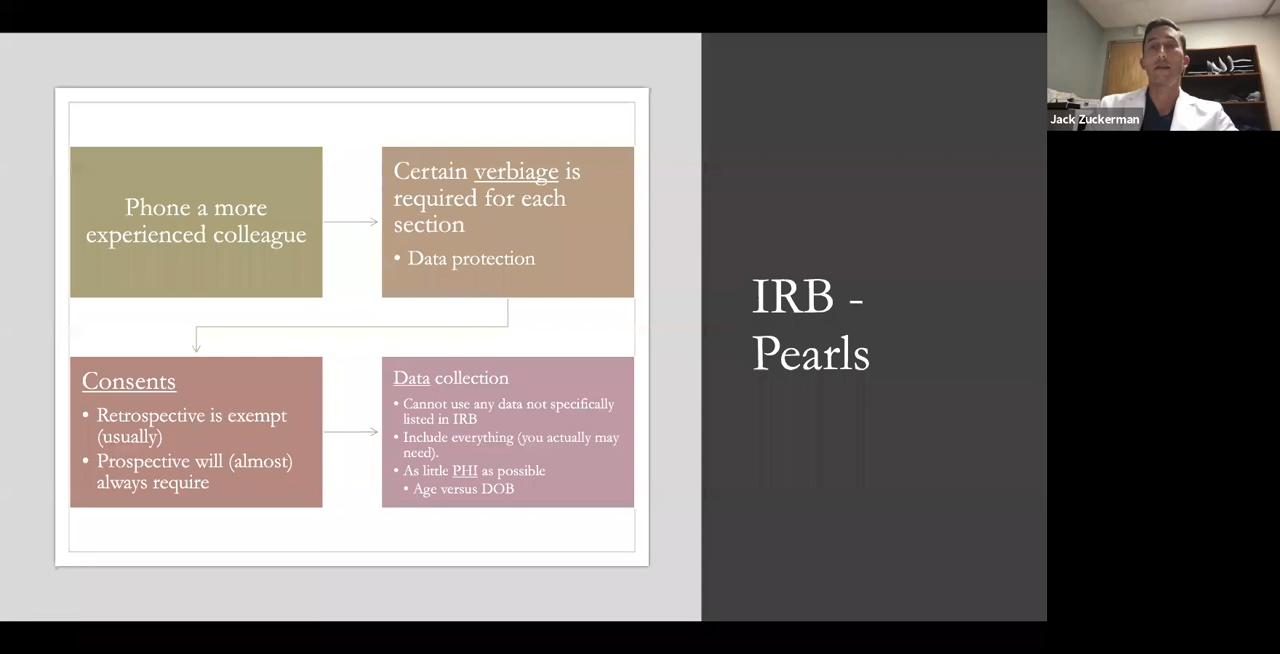 Phone a more
experienced colleague
Certain verbiage is
required for each
section
• Data protection
Consents
• Retrospective is exempt
(usually)
• Prospective will (almost)
always require
Data collection
• Cannot use any data not specifically
listed in IRB
• Include everything (you actually may
need).
• As little PHI as possible
• Age versus DOB
IRB -
Pearls
Jack Zuckerman